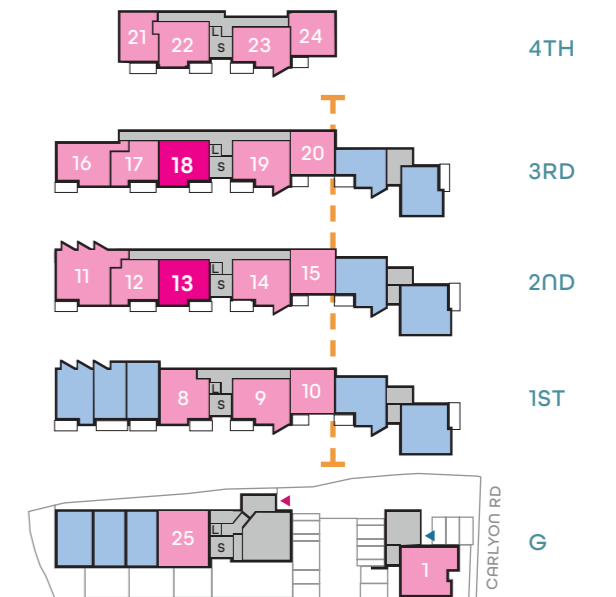 21 22 L S 23 24 4TH
16 17 18 L S 19 20 3RD
11 12 13 L S 14 15 2ND
8 L S 9 10 1ST
25 L S 1 G
CARLYON RD